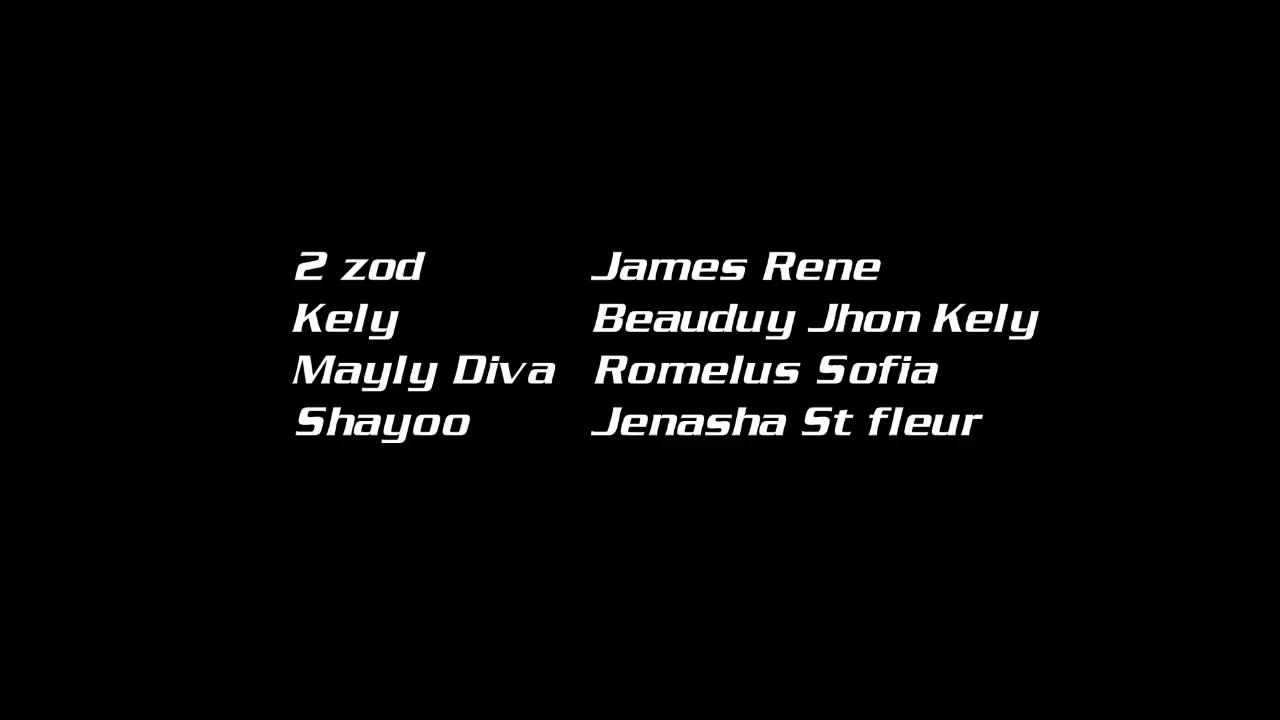 2 zod James Rene
Kely Beauduy Jhon Kely
Mayly Diva Romelus Sofia
Shayoo Jenasha St fleur